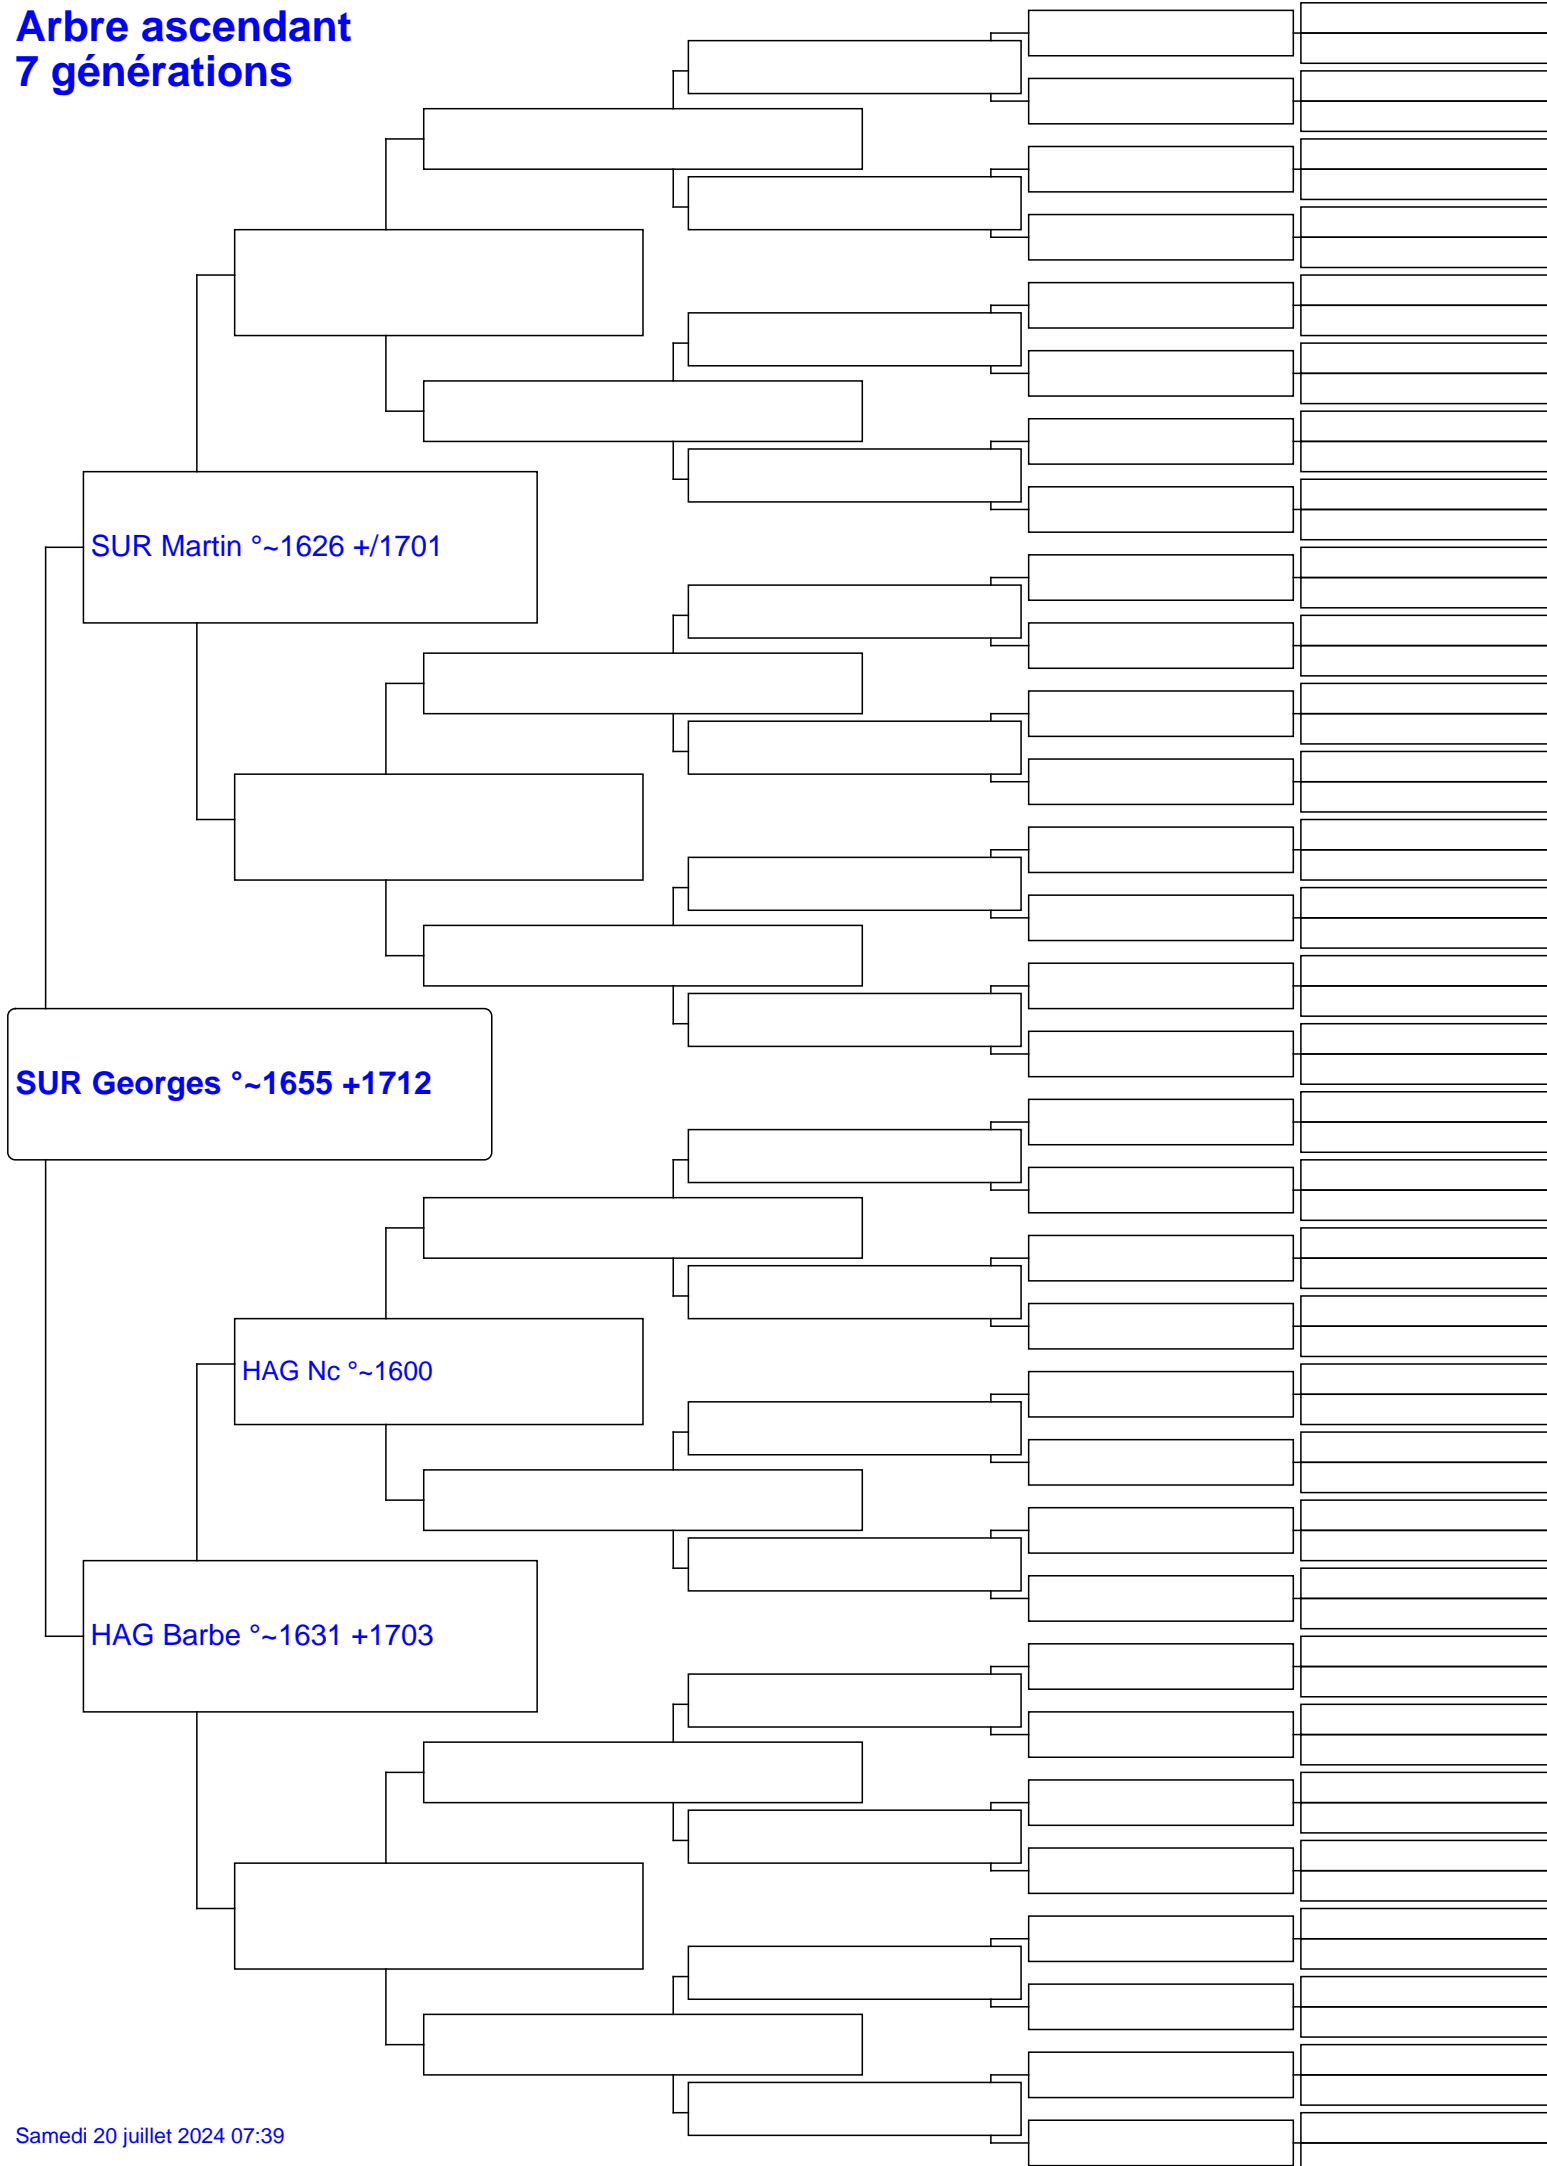 Arbre ascendant
7 générations
SUR Martin °~1626 +/1701
SUR Georges °~1655 +1712
HAG Nc °~1600
HAG Barbe °~1631 +1703
Samedi 20 juillet 2024 07:39